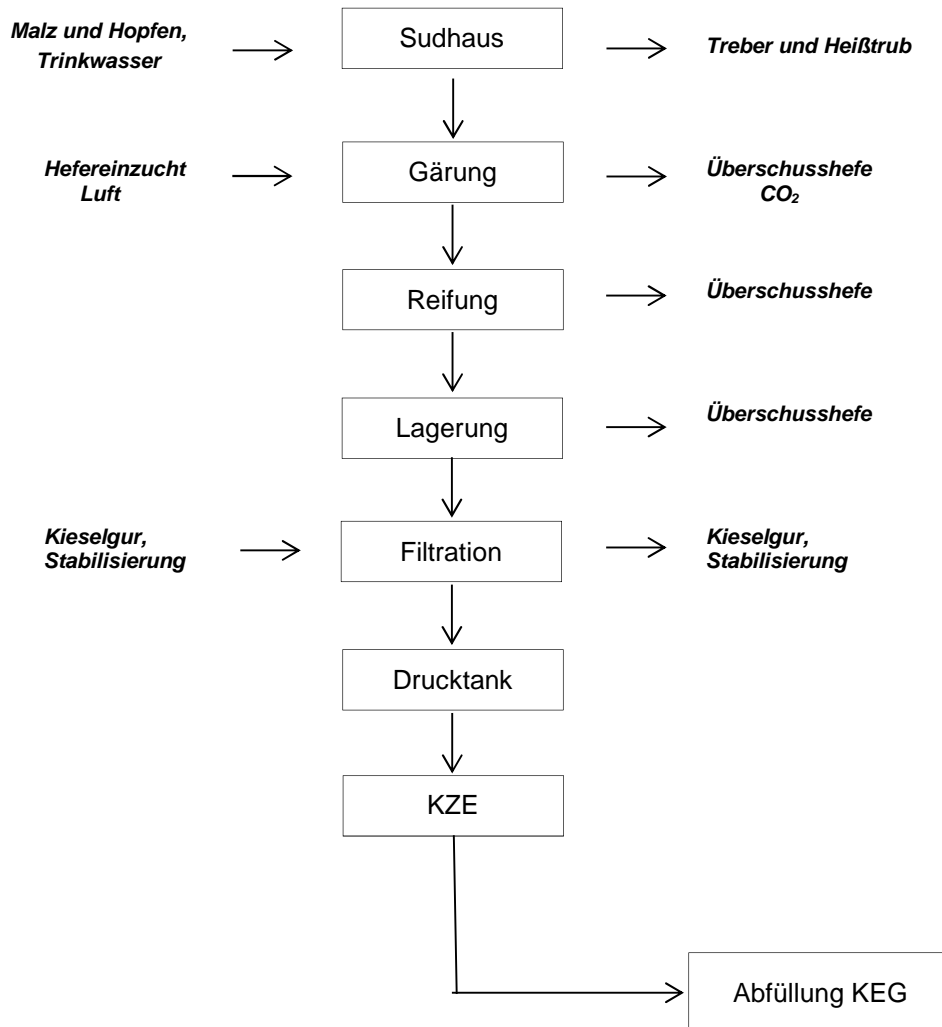 Malz und Hopfen,
Trinkwasser
Sudhaus
Treber und Heißtrub
Hefereinzucht
Luft
Gärung
Überschusshefe
CO₂
Reifung
Überschusshefe
Lagerung
Überschusshefe
Kieselgur,
Stabilisierung
Filtration
Kieselgur,
Stabilisierung
Drucktank
KZE
Abfüllung KEG